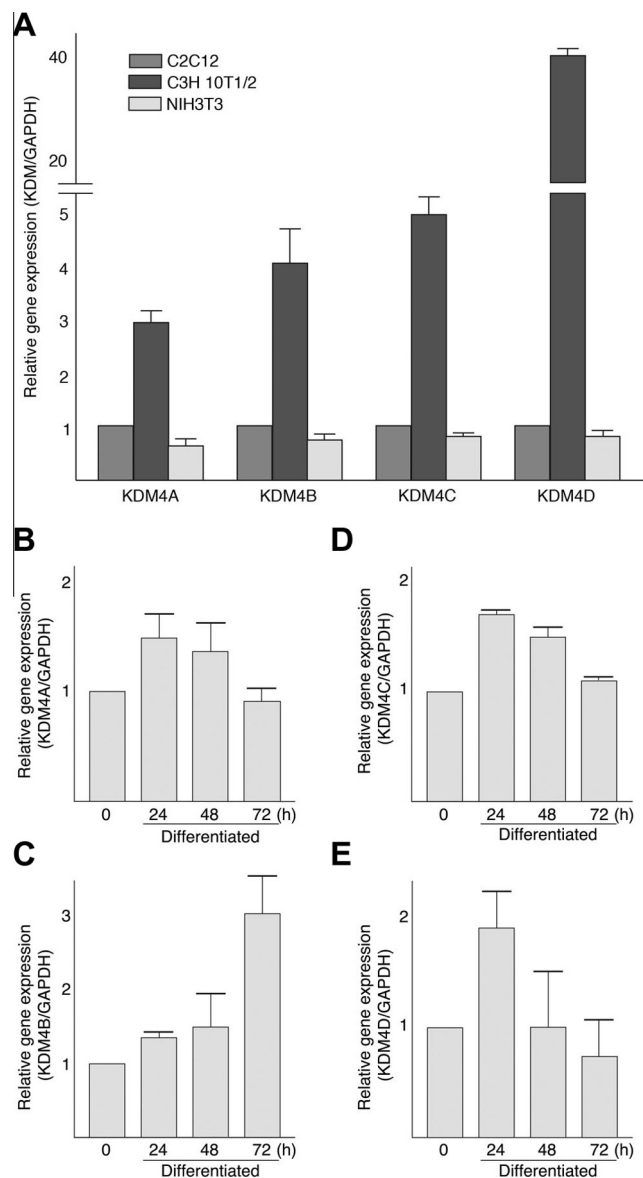 A
Relative gene expression (KDM/GAPDH)
40
20
5
4
3
2
1
C2C12
C3H 10T1/2
NIH3T3
KDM4A KDM4B KDM4C KDM4D
B
Relative gene expression
(KDM4A/GAPDH)
2
1
0 24 48 72 (h)
Differentiated
D
Relative gene expression
(KDM4C/GAPDH)
2
1
0 24 48 72 (h)
Differentiated
C
Relative gene expression
(KDM4B/GAPDH)
3
2
1
0 24 48 72 (h)
Differentiated
E
Relative gene expression
(KDM4D/GAPDH)
2
1
0 24 48 72 (h)
Differentiated